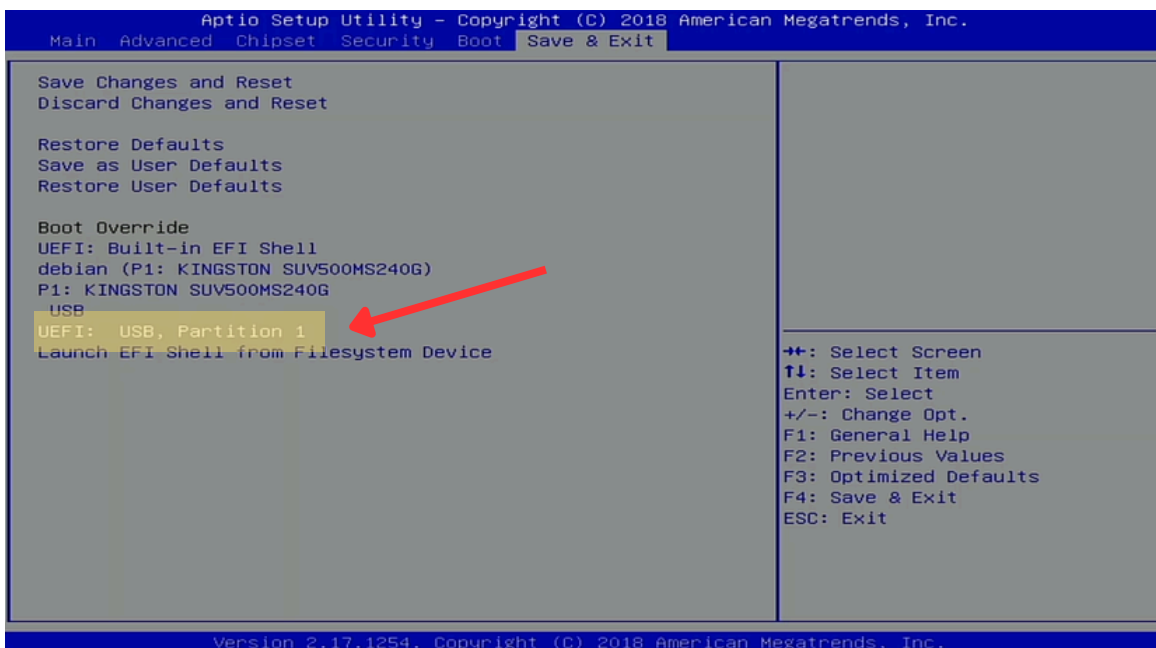 Aptio Setup Utility – Copyright (C) 2018 American Megatrends, Inc.
Main Advanced Chipset Security Boot Save & Exit
Save Changes and Reset
Discard Changes and Reset
Restore Defaults
Save as User Defaults
Restore User Defaults
Boot Override
UEFI: Built-in EFI Shell
debian (P1: KINGSTON SUV500MS240G)
P1: KINGSTON SUV500MS240G
USB
UEFI: USB, Partition 1
Launch EFI Shell from Filesystem Device
→←: Select Screen
↑↓: Select Item
Enter: Select
+/-: Change Opt.
F1: General Help
F2: Previous Values
F3: Optimized Defaults
F4: Save & Exit
ESC: Exit
Version 2.17.1254. Copyright (C) 2018 American Megatrends, Inc.